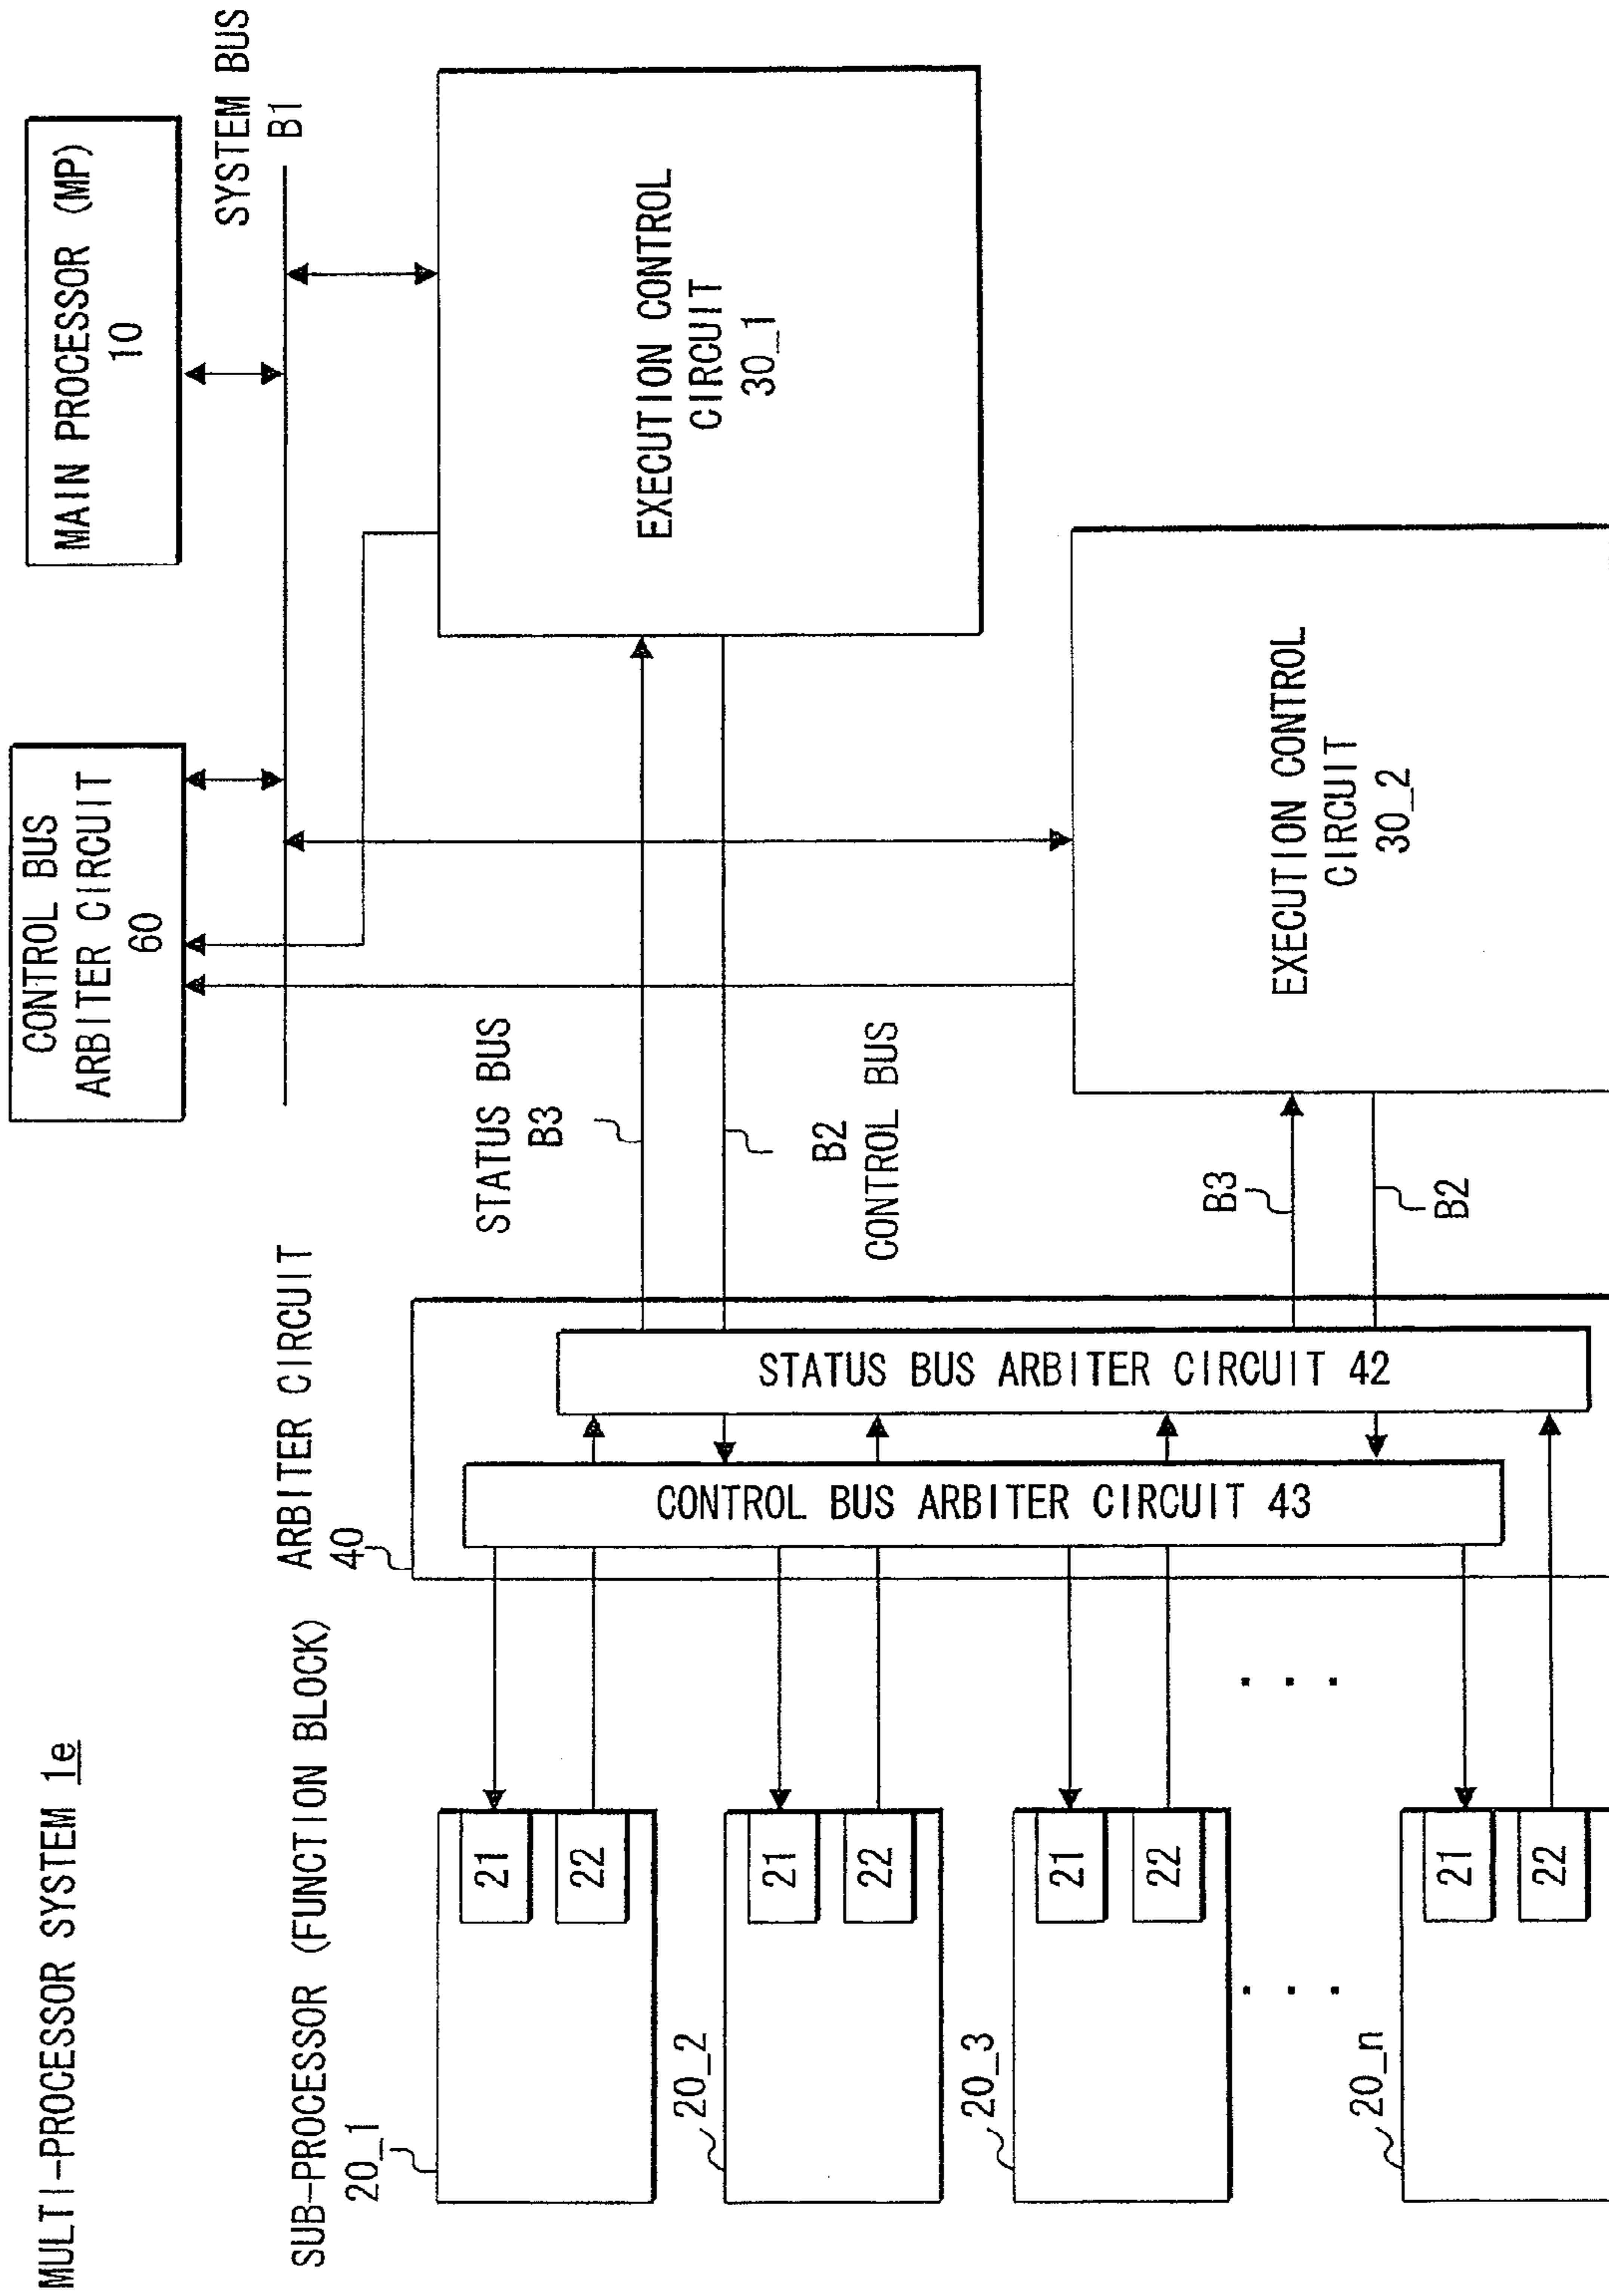 MULTI-PROCESSOR SYSTEM 1e
MAIN PROCESSOR (MP)
10
CONTROL BUS
ARBITER CIRCUIT
60
SYSTEM BUS
B1
SUB-PROCESSOR (FUNCTION BLOCK)
20_1
ARBITER CIRCUIT
40
STATUS BUS
B3
B2
CONTROL BUS
EXECUTION CONTROL
CIRCUIT
30_1
21
22
20_2
21
22
20_3
21
22
. . .
. . .
20_n
21
22
CONTROL BUS ARBITER CIRCUIT 43
STATUS BUS ARBITER CIRCUIT 42
B3
B2
EXECUTION CONTROL
CIRCUIT
30_2